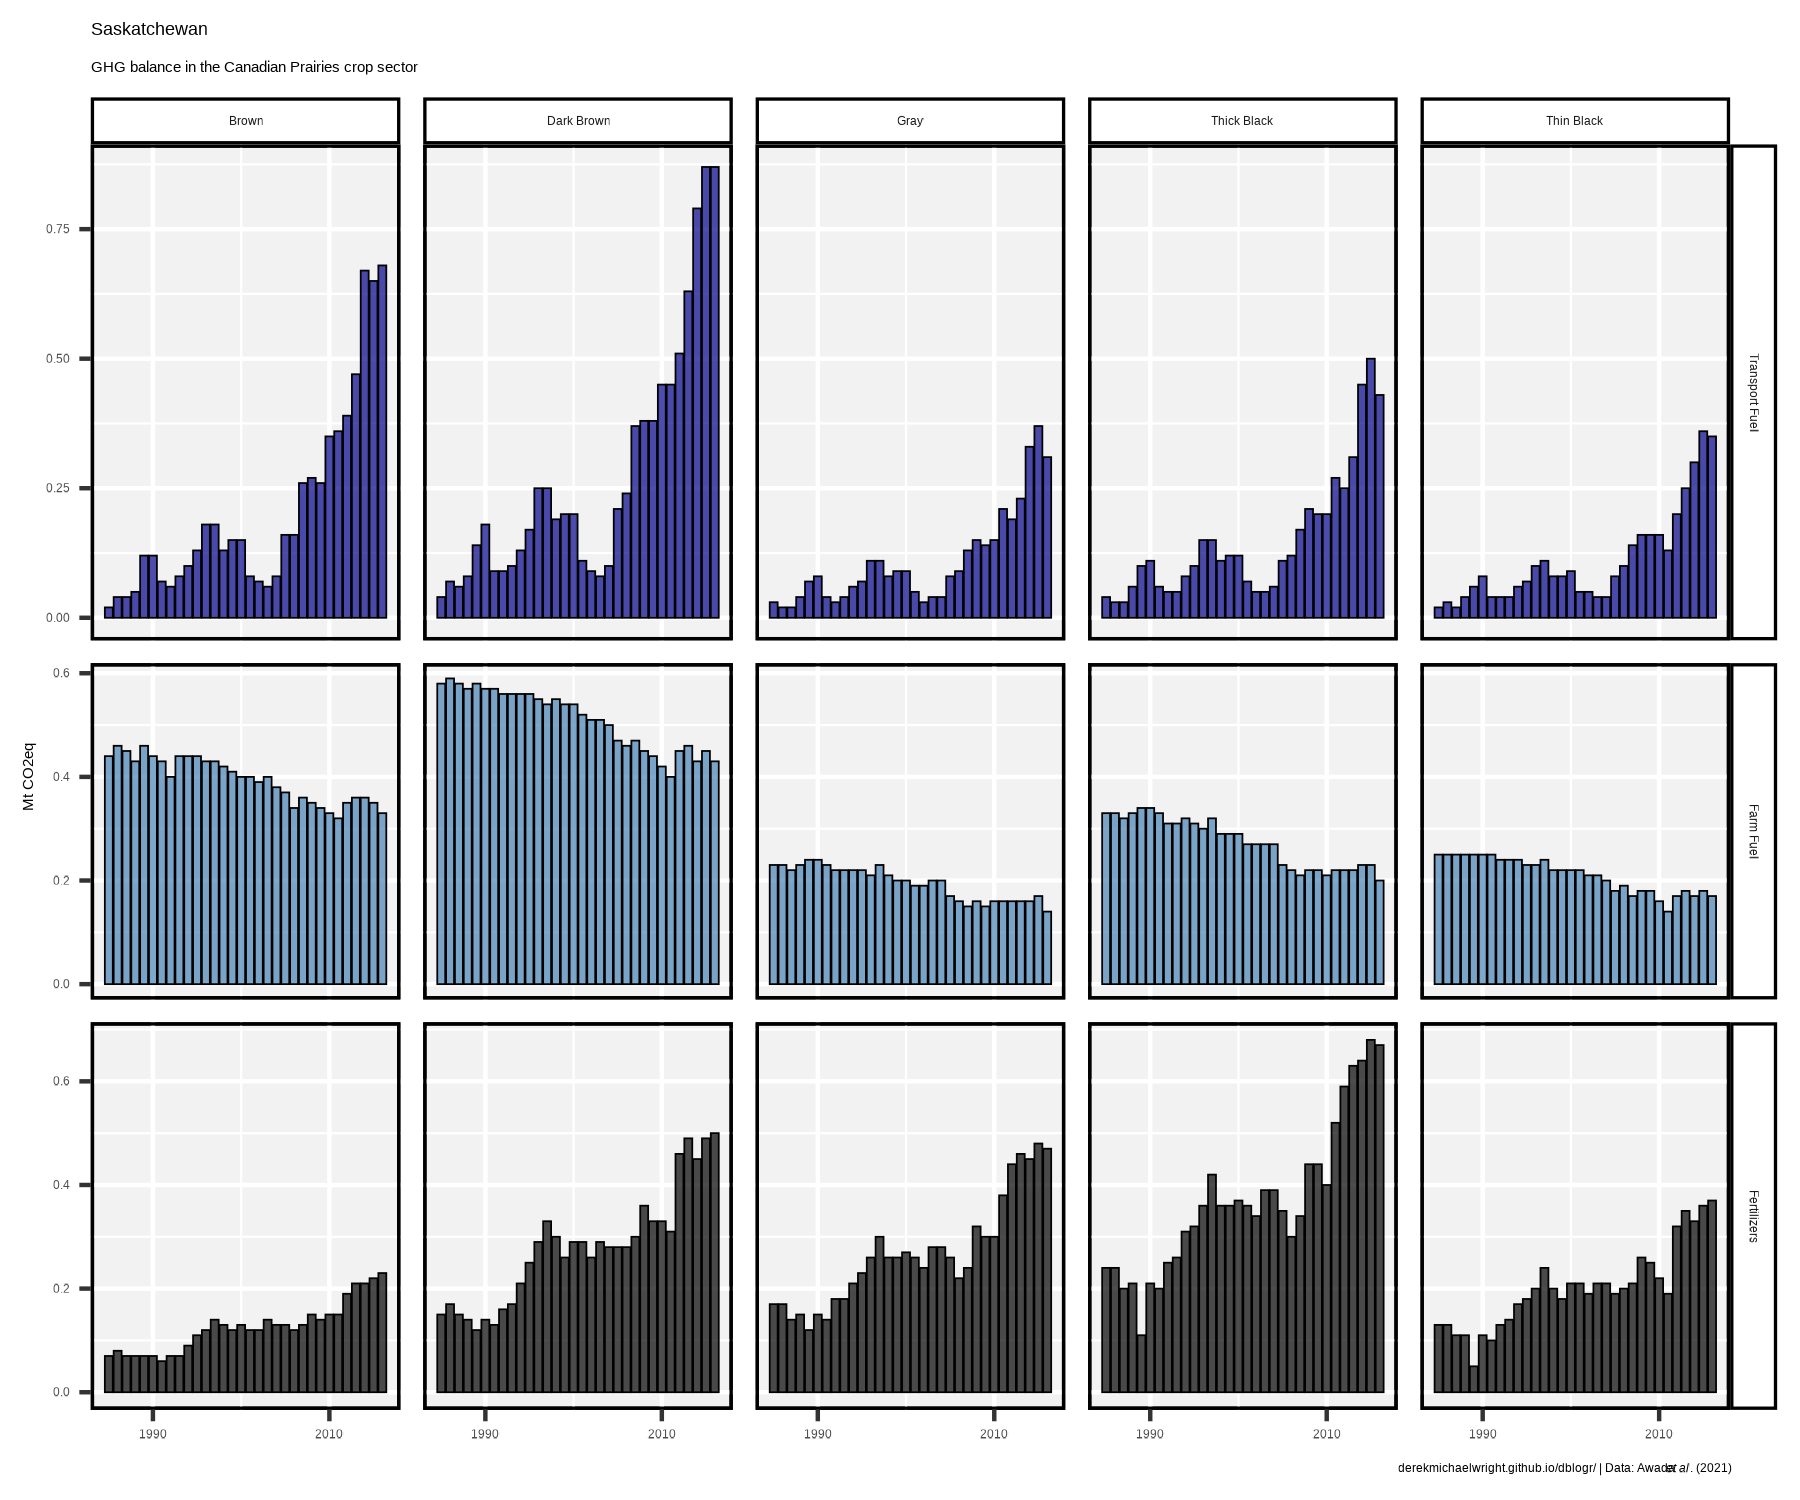 Saskatchewan
GHG balance in the Canadian Prairies crop sector
Brown
Dark Brown
Gray
Thick Black
Thin Black
0.75
0.50
0.25
0.00
Transport Fuel
Mt CO2eq
0.6
0.4
0.2
0.0
Farm Fuel
0.6
0.4
0.2
0.0
Fertilizers
1990 2010
1990 2010
1990 2010
1990 2010
1990 2010
derekmichaelwright.github.io/dblogr/ | Data: Awada et al. (2021)